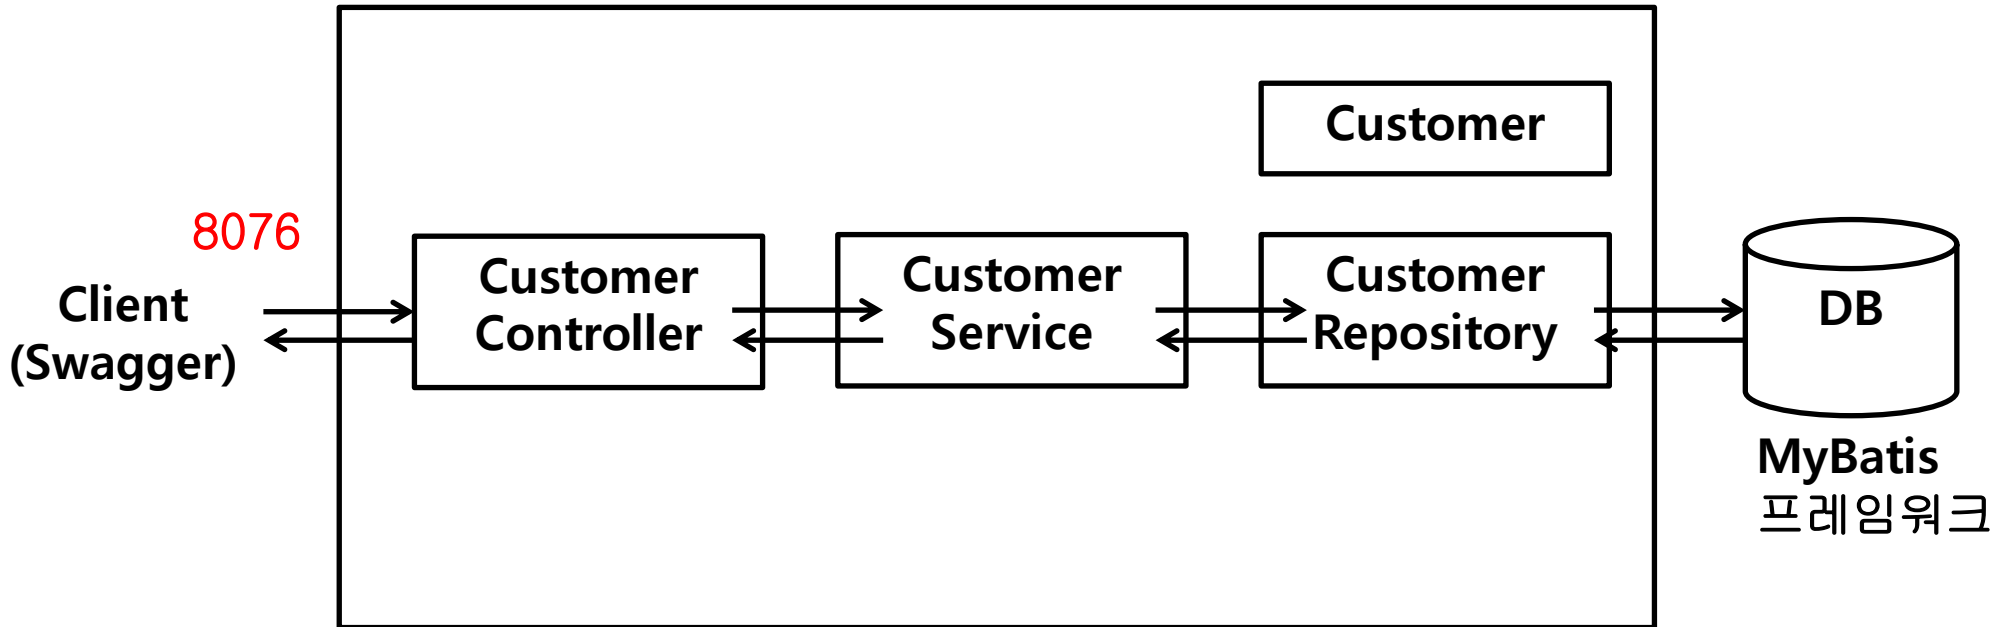 Customer
8076
Client
(Swagger)
Customer
Controller
Customer
Service
Customer
Repository
DB
MyBatis
프레임워크